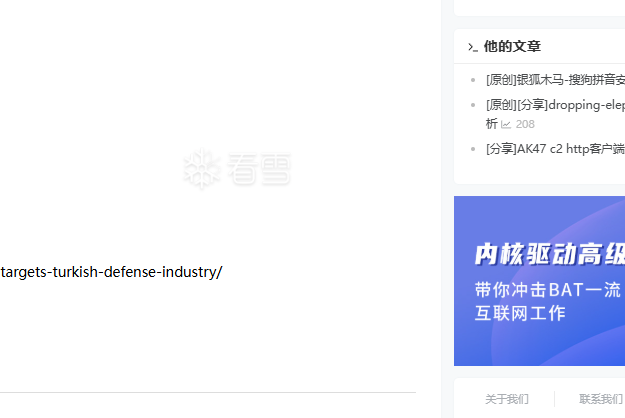 看雪
targets-turkish-defense-industry/
他的文章
[原创]银狐木马-搜狗拼音安
[原创][分享]dropping-elep
析 208
[分享]AK47 c2 http客户端
内核驱动高级
带你冲击BAT一流
互联网工作
关于我们
联系我们